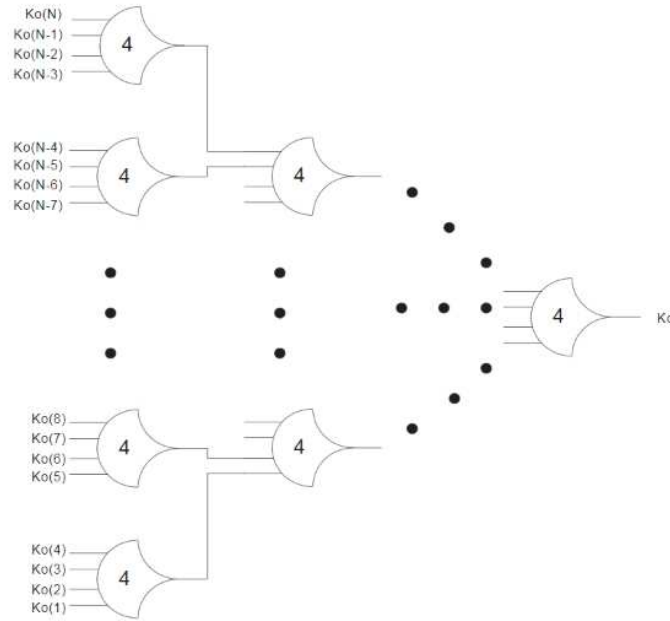 Ko(N)
Ko(N-1)
Ko(N-2)
Ko(N-3)
4
Ko(N-4)
Ko(N-5)
Ko(N-6)
Ko(N-7)
4
4
4
Ko
Ko(8)
Ko(7)
Ko(6)
Ko(5)
4
4
Ko(4)
Ko(3)
Ko(2)
Ko(1)
4